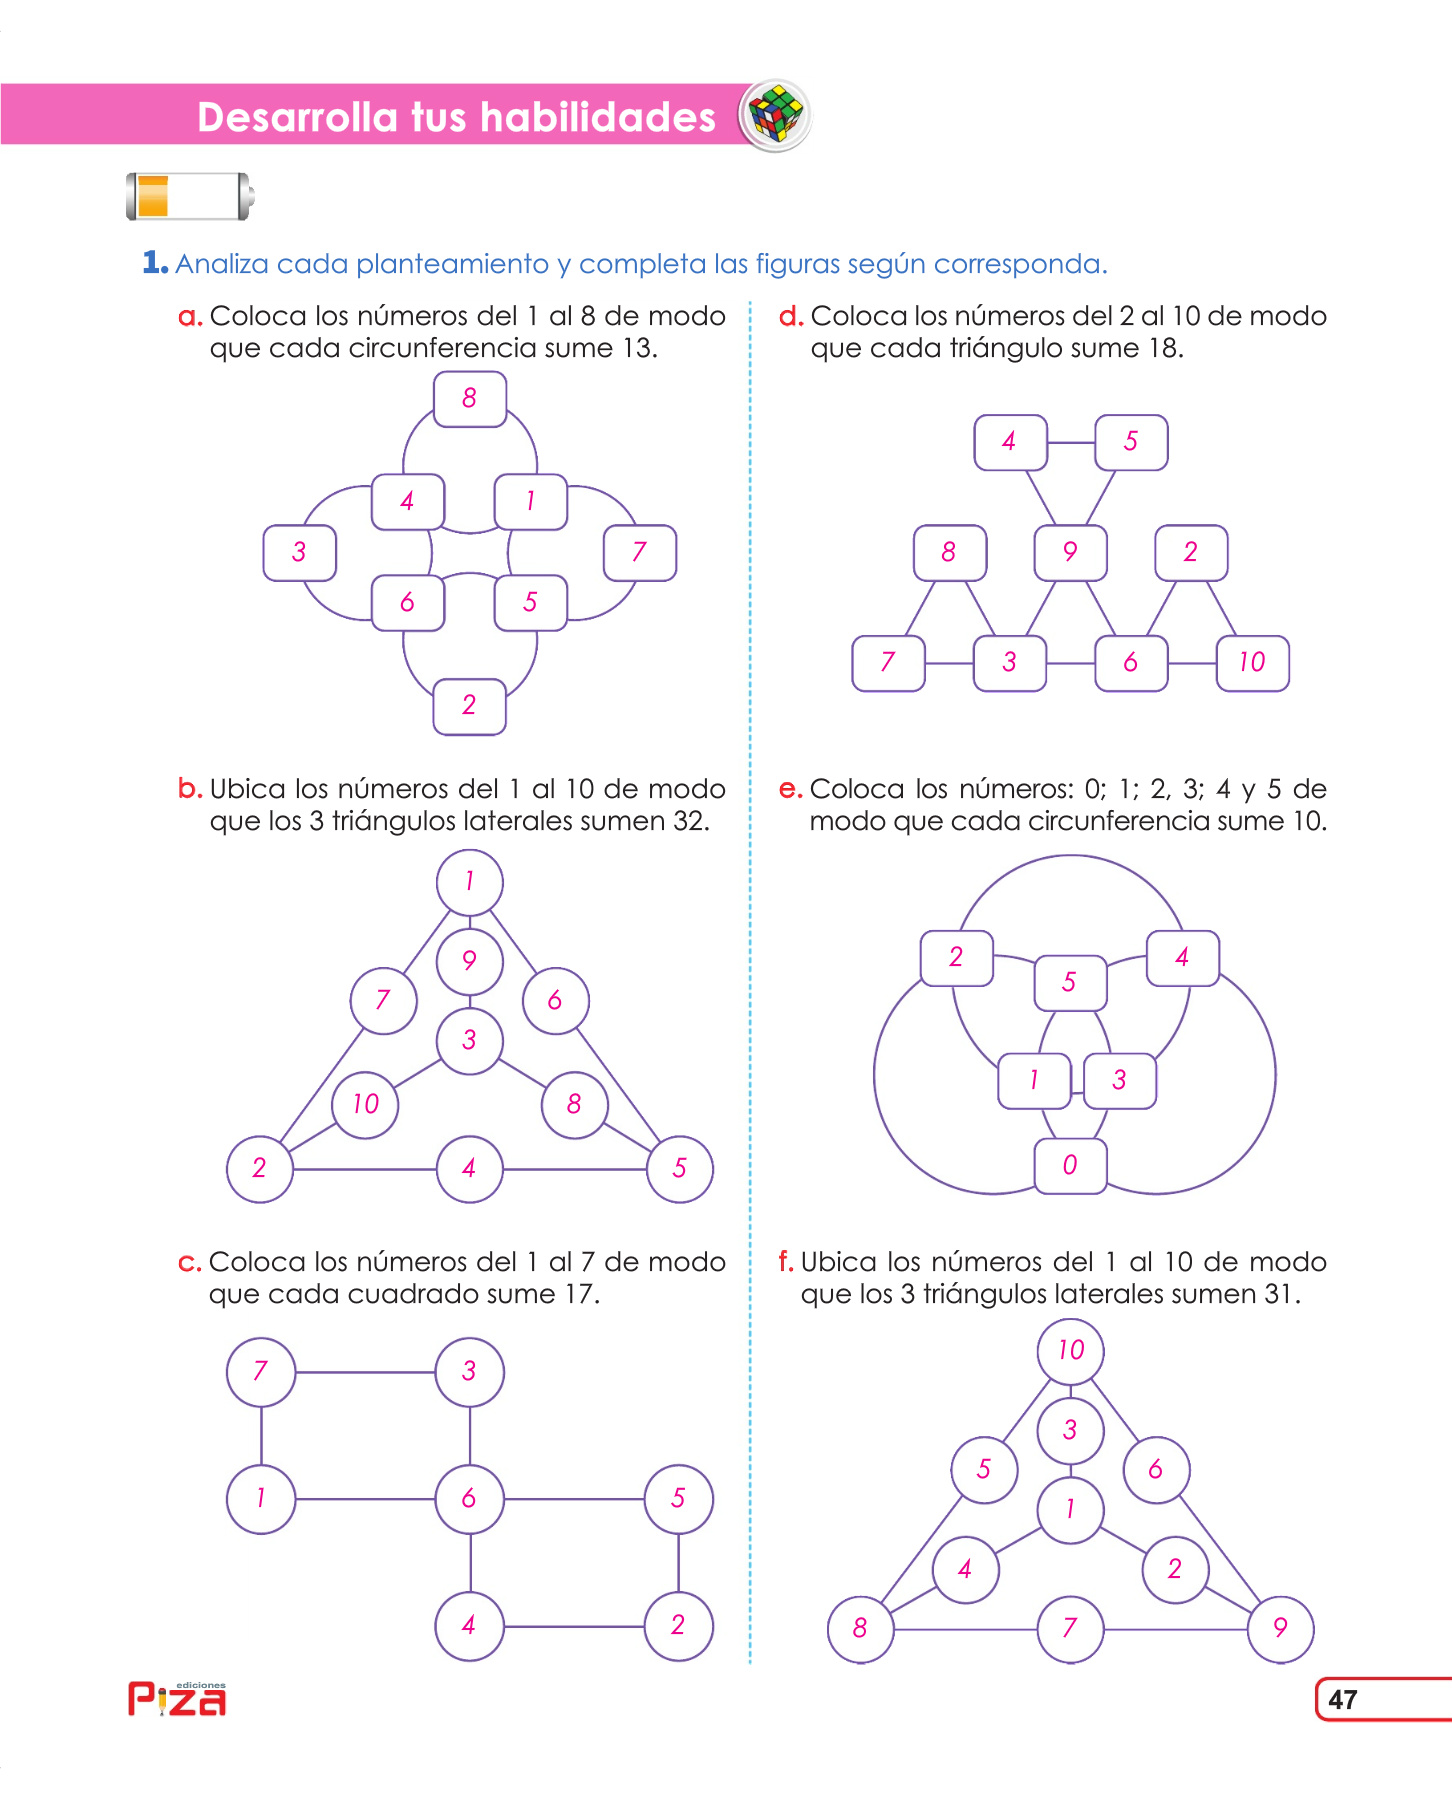 Desarrolla tus habilidades
1. Analiza cada planteamiento y completa las figuras según corresponda.
a. Coloca los números del 1 al 8 de modo
que cada circunferencia sume 13.
8
4 1
3 7
6 5
2
b. Ubica los números del 1 al 10 de modo
que los 3 triángulos laterales sumen 32.
1
9
7 6
3
10 8
2 4 5
c. Coloca los números del 1 al 7 de modo
que cada cuadrado sume 17.
7 3
1 6 5
4 2
d. Coloca los números del 2 al 10 de modo
que cada triángulo sume 18.
4 5
8 9 2
7 3 6 10
e. Coloca los números: 0; 1; 2, 3; 4 y 5 de
modo que cada circunferencia sume 10.
2 4
5
1 3
0
f. Ubica los números del 1 al 10 de modo
que los 3 triángulos laterales sumen 31.
10
3
5 6
1
4 2
8 7 9
ediciones
Piza
47